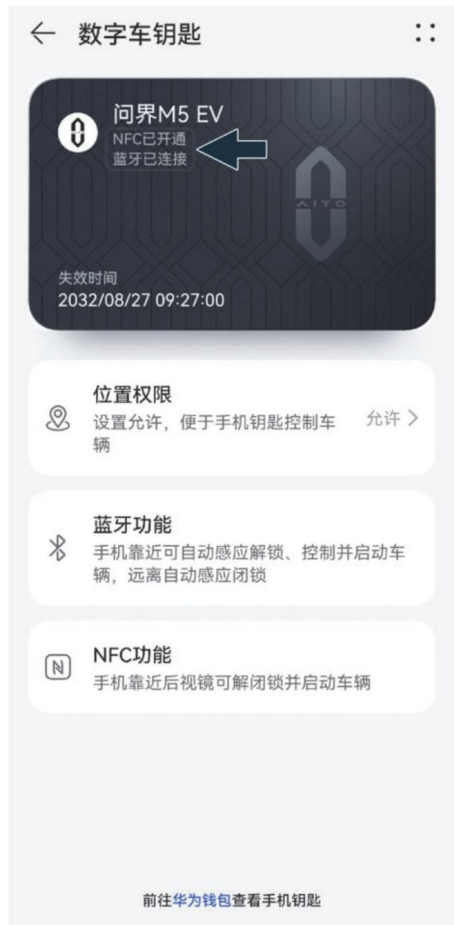 数字车钥匙
问界M5 EV
NFC已开通
蓝牙已连接
AITO
失效时间
2032/08/27 09:27:00
位置权限
设置允许，便于手机钥匙控制车
辆
允许
蓝牙功能
手机靠近可自动感应解锁、控制并启动车
辆，远离自动感应闭锁
NFC功能
手机靠近后视镜可解闭锁并启动车辆
前往华为钱包查看手机钥匙